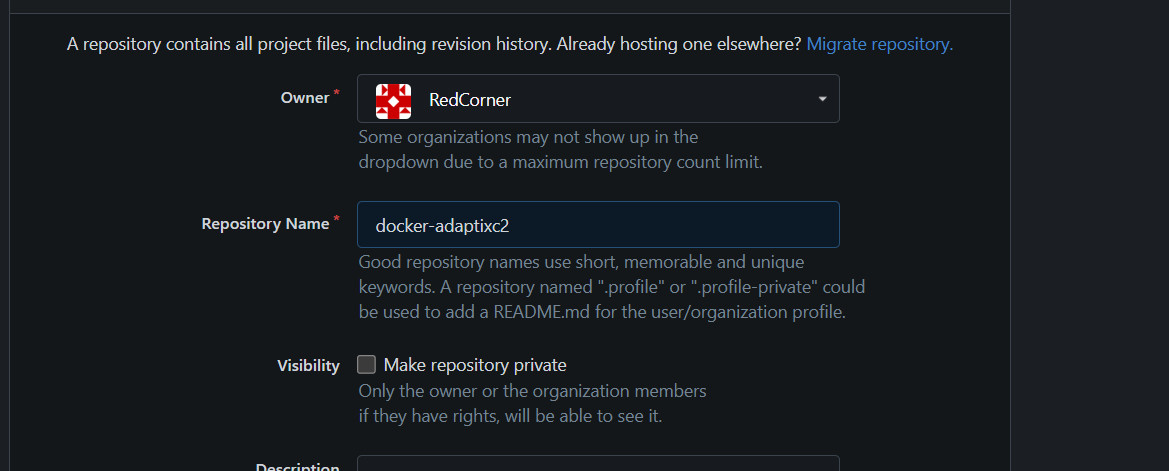 A repository contains all project files, including revision history. Already hosting one elsewhere? Migrate repository.
Owner *
RedCorner
Some organizations may not show up in the
dropdown due to a maximum repository count limit.
Repository Name *
docker-adaptixc2
Good repository names use short, memorable and unique
keywords. A repository named ".profile" or ".profile-private" could
be used to add a README.md for the user/organization profile.
Visibility
Make repository private
Only the owner or the organization members
if they have rights, will be able to see it.
Description